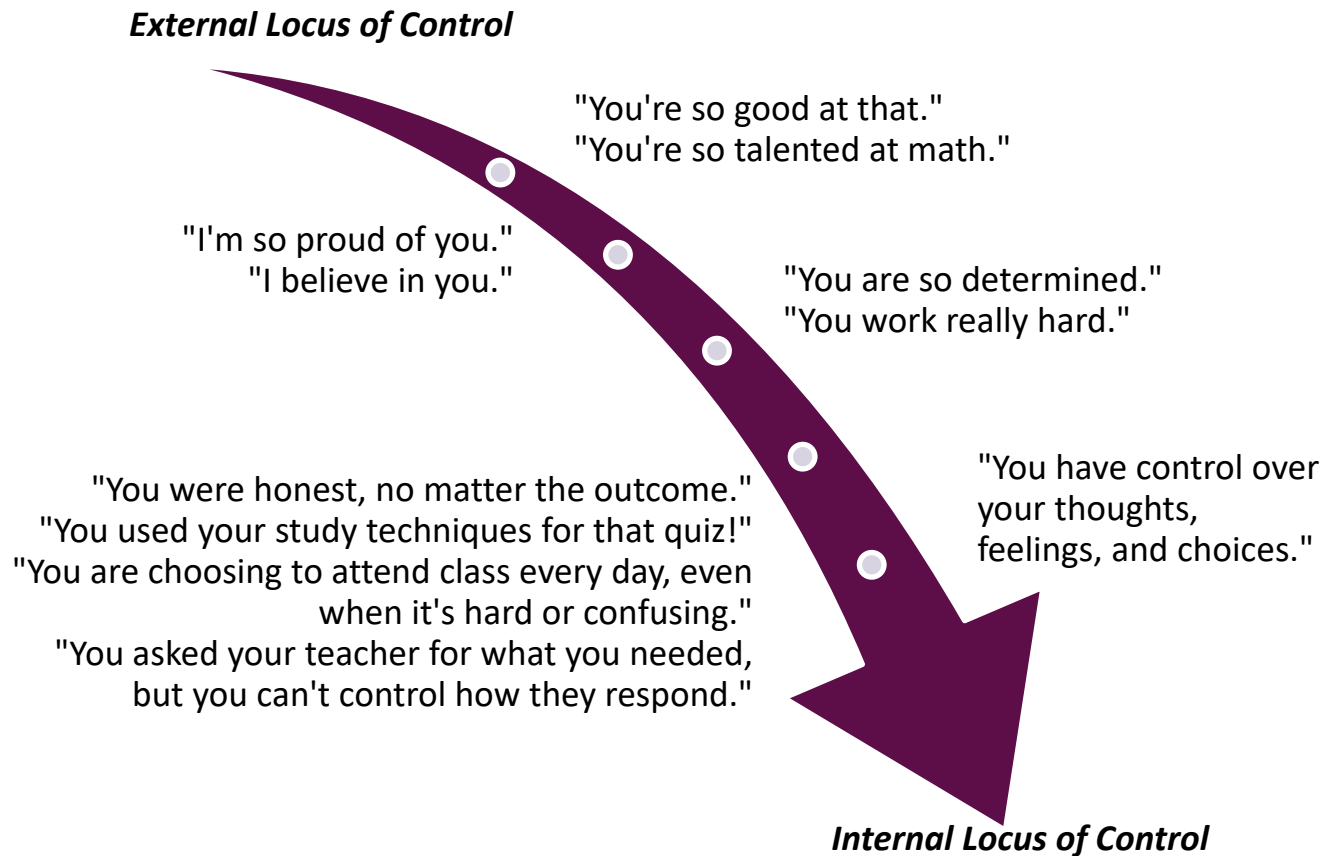 External Locus of Control
"You're so good at that."
"You're so talented at math."
"I'm so proud of you."
"I believe in you."
"You are so determined."
"You work really hard."
"You were honest, no matter the outcome."
"You used your study techniques for that quiz!"
"You are choosing to attend class every day, even
when it's hard or confusing."
"You asked your teacher for what you needed,
but you can't control how they respond."
"You have control over
your thoughts,
feelings, and choices."
Internal Locus of Control